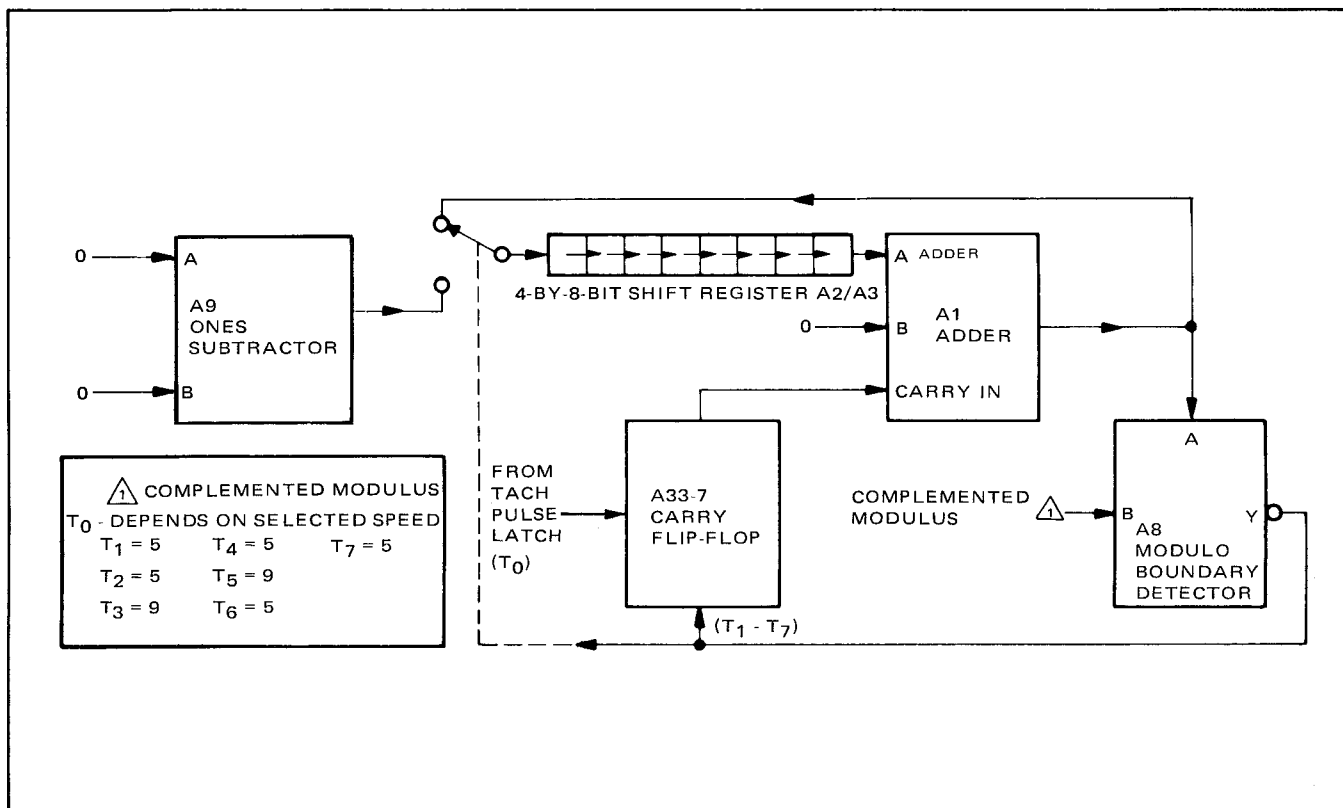 0
A
A9
ONES
SUBTRACTOR
0
B
4-BY-8-BIT SHIFT REGISTER A2/A3
A ADDER
0
B
A1
ADDER
CARRY IN
FROM
TACH
PULSE
LATCH
(T0)
A33-7
CARRY
FLIP-FLOP
(T1 - T7)
COMPLEMENTED
MODULUS
1
A
B
Y
A8
MODULO
BOUNDARY
DETECTOR
1 COMPLEMENTED MODULUS
T0 - DEPENDS ON SELECTED SPEED
T1 = 5 T4 = 5 T7 = 5
T2 = 5 T5 = 9
T3 = 9 T6 = 5